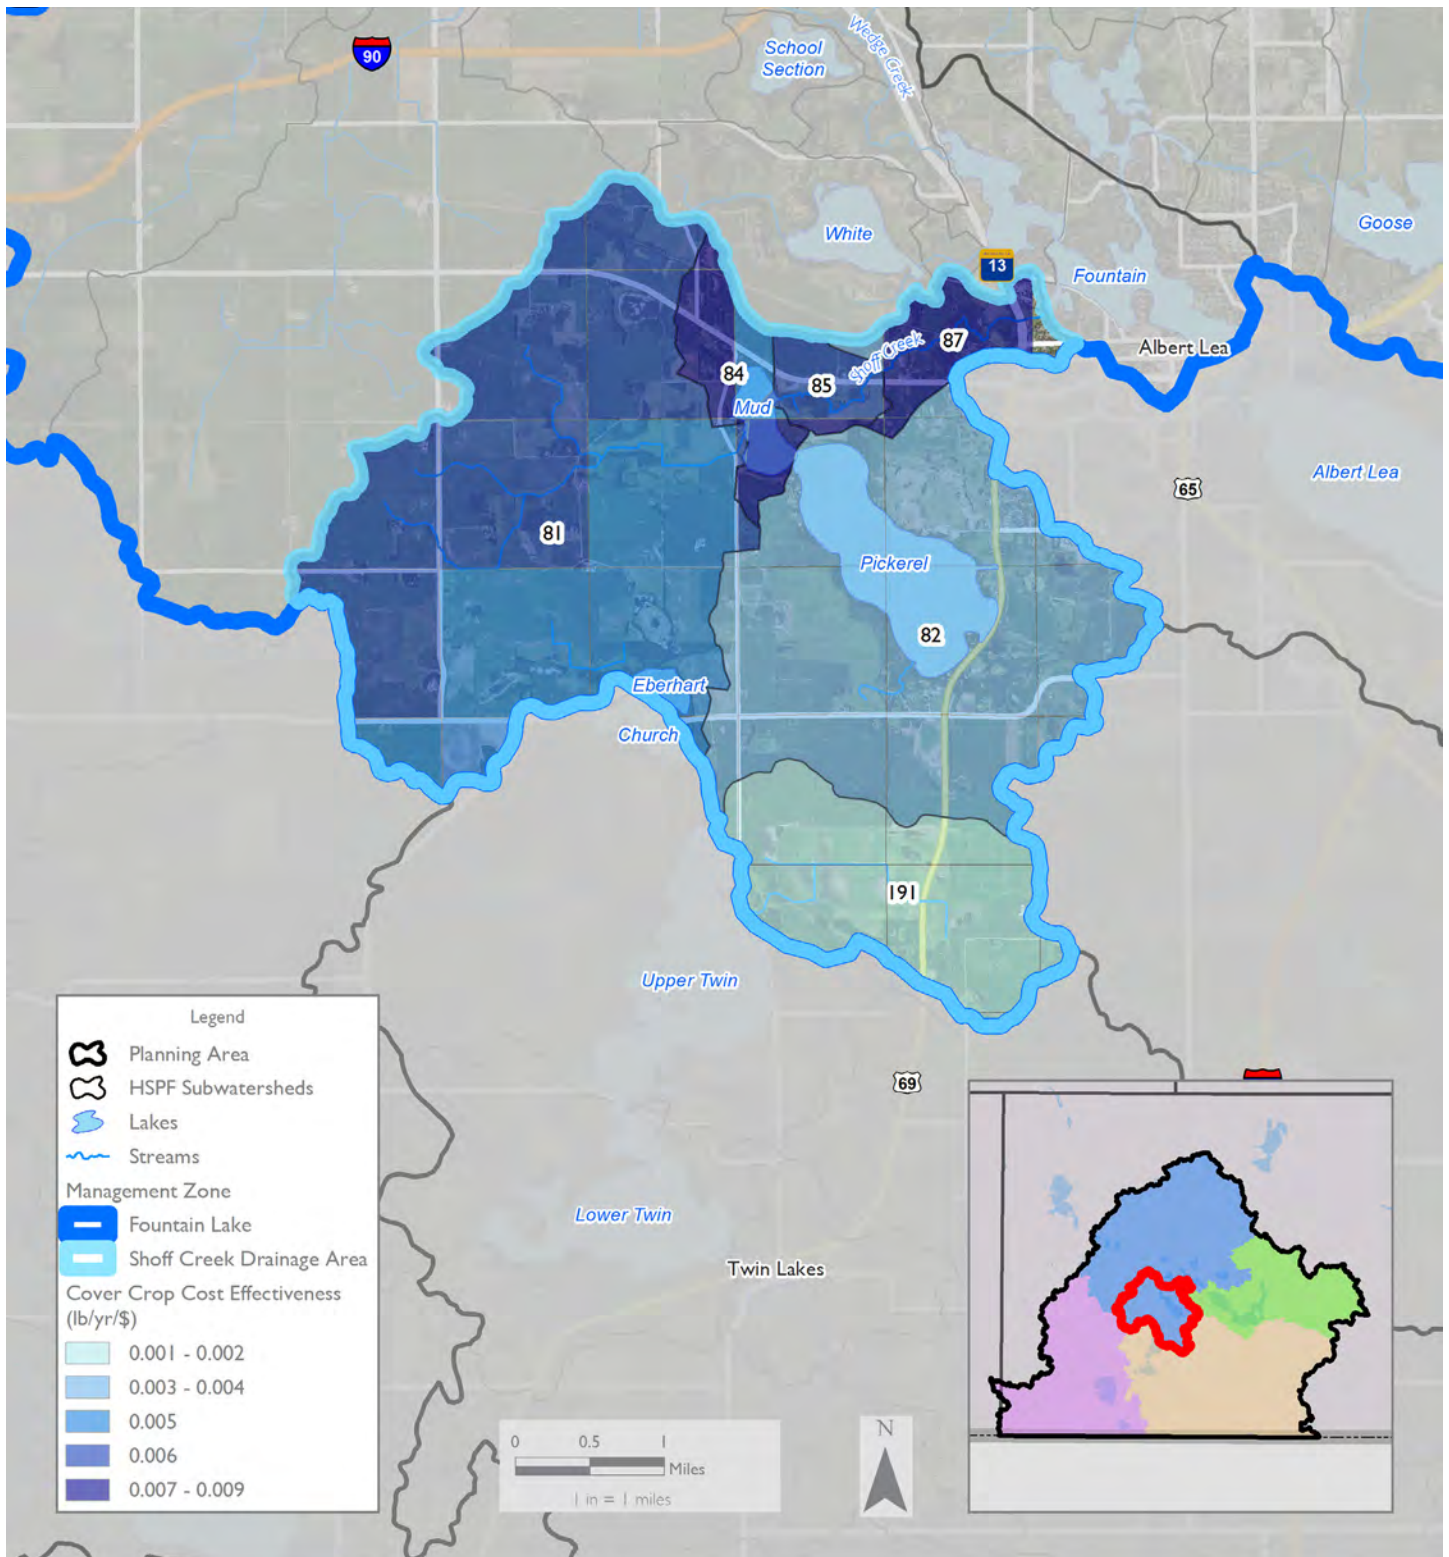 90
School
Section
Wedge Creek
White
13
Fountain
Goose
Albert Lea
84
Mud
85
Shoff Creek
87
Albert Lea
65
81
Pickerel
82
Eberhart
Church
191
Upper Twin
69
Lower Twin
Twin Lakes
Legend
Planning Area
HSPF Subwatersheds
Lakes
Streams
Management Zone
Fountain Lake
Shoff Creek Drainage Area
Cover Crop Cost Effectiveness
(lb/yr/$)
0.001 - 0.002
0.003 - 0.004
0.005
0.006
0.007 - 0.009
0 0.5 1
Miles
1 in = 1 miles
N